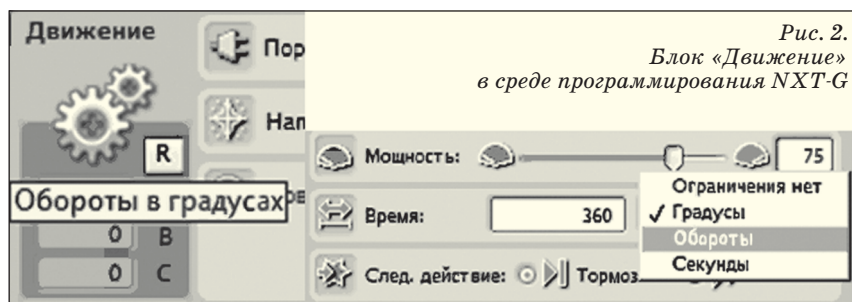 Движение
Пор
Рис. 2.
Блок «Движение»
в среде программирования NXT-G
R
Обороты в градусах
0 B
0 C
Мощность: 75
Время: 360
Ограничения нет
✓ Градусы
Обороты
Секунды
След. действие: Тормоз